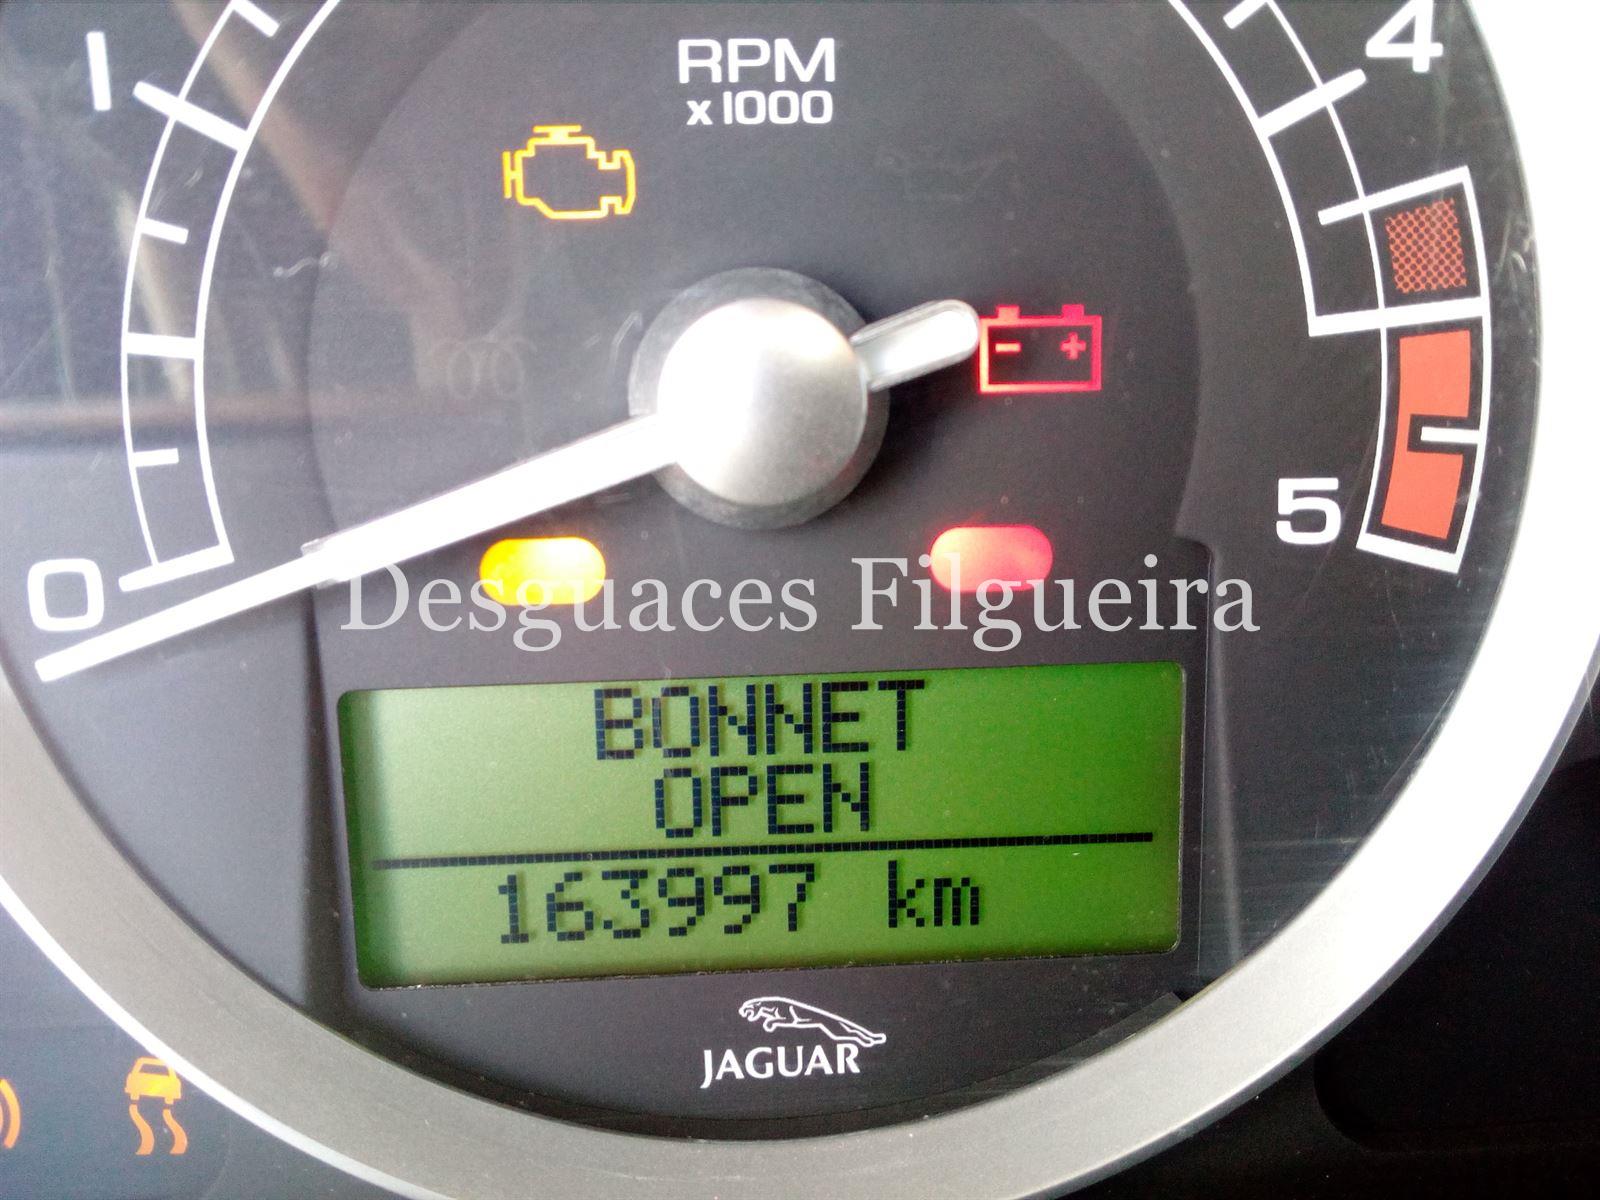 RPM
x1000
0
1
4
5
- +
Desguaces Filgueira
BONNET
OPEN
163997 km
JAGUAR